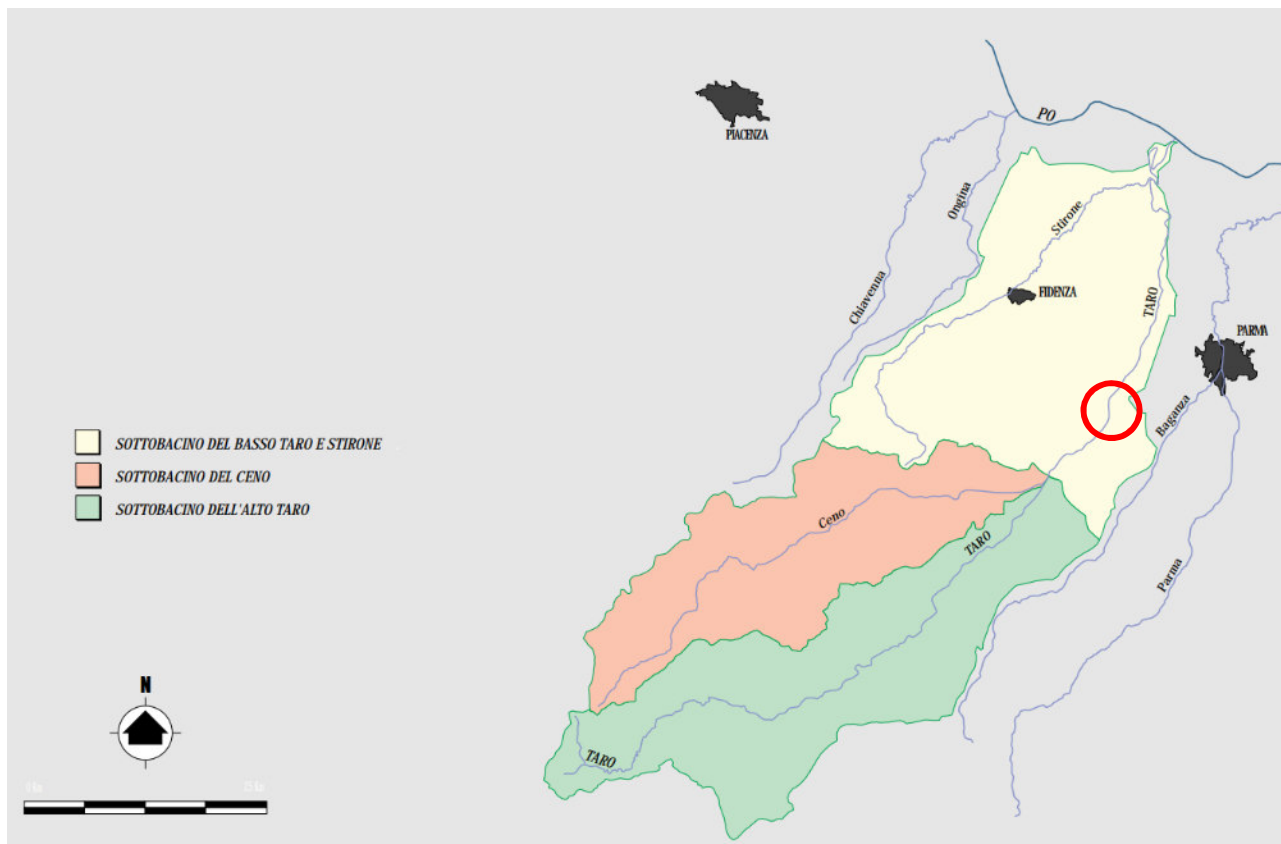 PIACENZA
PO
Ongina
Stirone
Chiavenna
FIDENZA
TARO
PARMA
Baganza
SOTTOBACINO DEL BASSO TARO E STIRONE
SOTTOBACINO DEL CENO
SOTTOBACINO DELL'ALTO TARO
Ceno
TARO
Parma
N
TARO